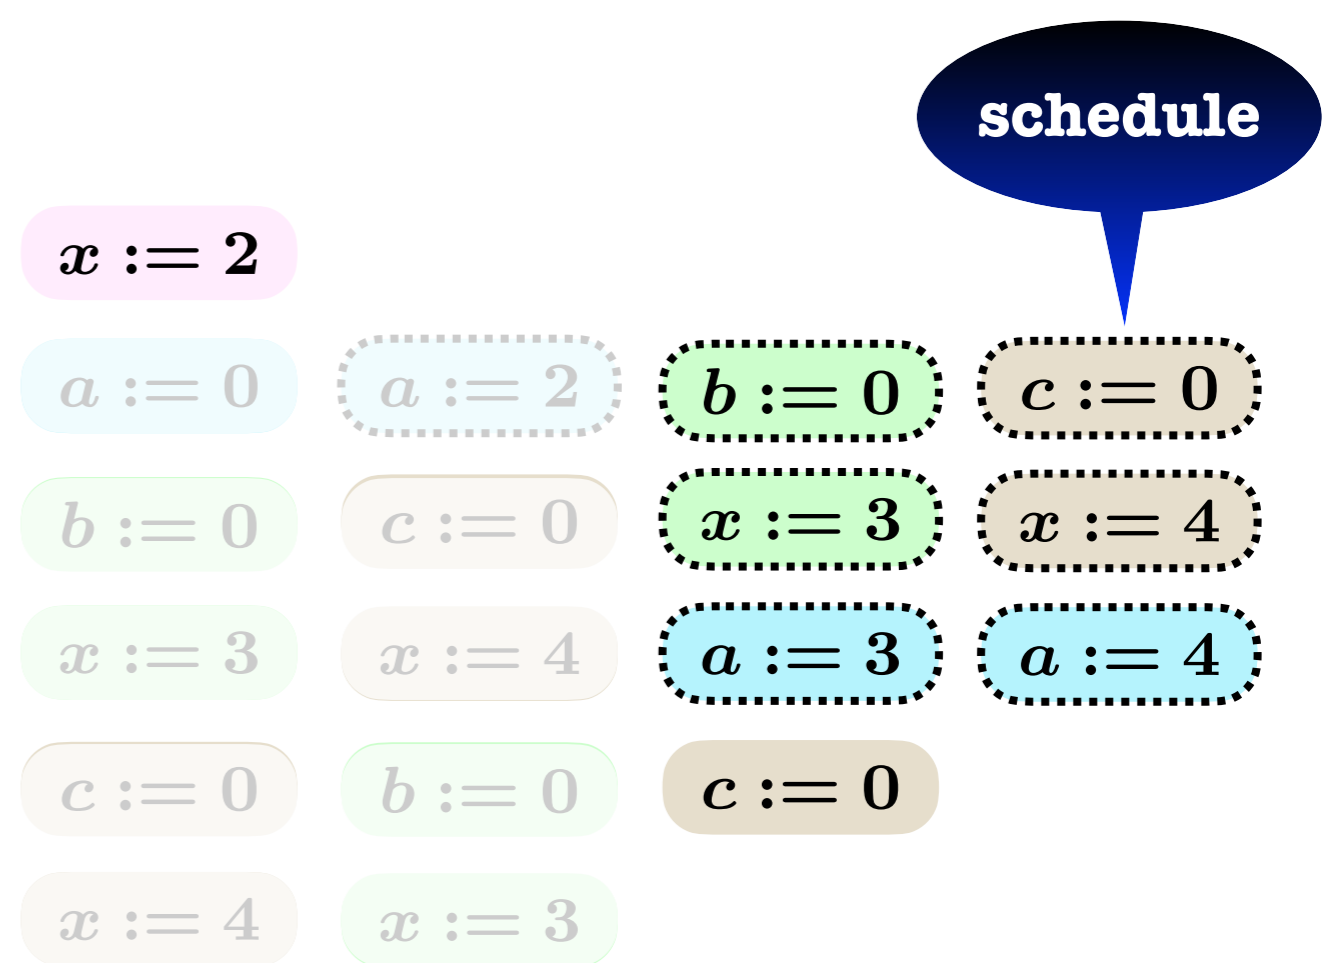 schedule
x := 2
a := 0 a := 2 b := 0 c := 0
b := 0 c := 0 x := 3 x := 4
x := 3 x := 4 a := 3 a := 4
c := 0 b := 0 c := 0
x := 4 x := 3